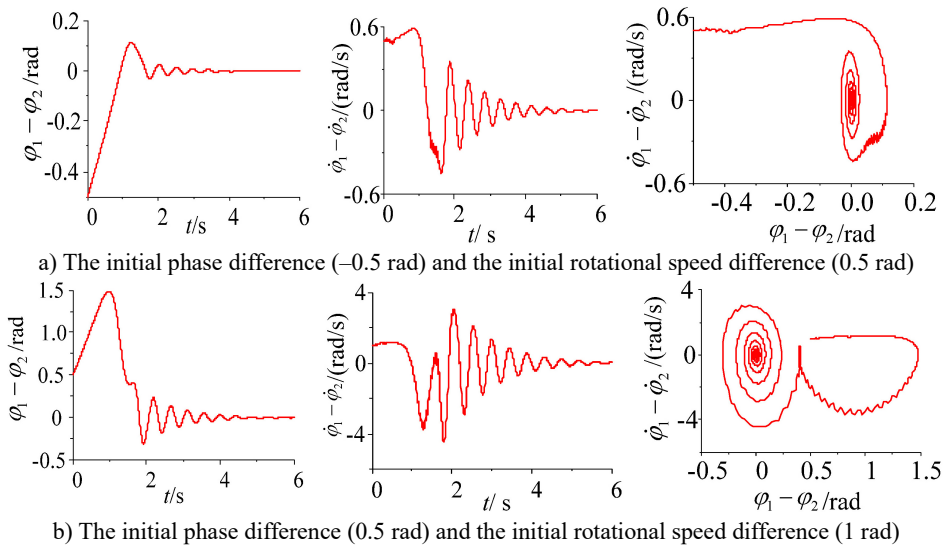 0.2
0
0.2
-0.4
φ₁ − φ₂ /rad
0 2 4 6
t/s
0.6
0
0.6
φ̇₁ − φ̇₂/(rad/s)
0 2 4 6
t/ s
0.6
0
0.6
φ̇₁ − φ̇₂ /(rad/s)
-0.4 -0.2 0.0 0.2
φ₁ − φ₂ /rad
a) The initial phase difference (–0.5 rad) and the initial rotational speed difference (0.5 rad)
1.5
1.0
0.5
0
-0.5
φ₁ − φ₂ /rad
0 2 4 6
t/s
4
0
-4
φ̇₁ − φ̇₂/(rad/s)
0 2 4 6
t/ s
4
0
-4
φ̇₁ − φ̇₂ /(rad/s)
-0.5 0 0.5 1 1.5
φ₁ − φ₂ /rad
b) The initial phase difference (0.5 rad) and the initial rotational speed difference (1 rad)